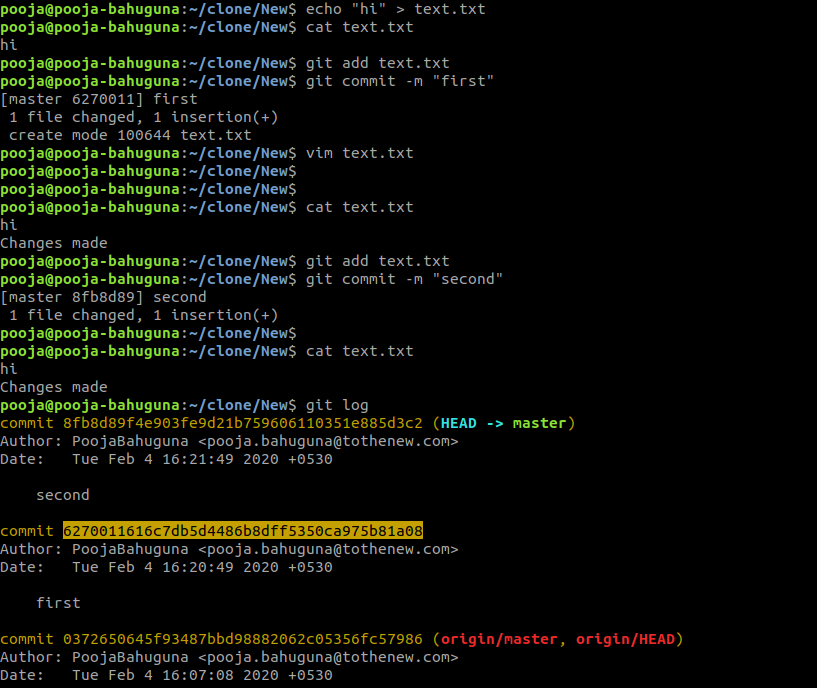 pooja@pooja-bahuguna:~/clone/New$ echo "hi" > text.txt
pooja@pooja-bahuguna:~/clone/New$ cat text.txt
hi
pooja@pooja-bahuguna:~/clone/New$ git add text.txt
pooja@pooja-bahuguna:~/clone/New$ git commit -m "first"
[master 6270011] first
 1 file changed, 1 insertion(+)
 create mode 100644 text.txt
pooja@pooja-bahuguna:~/clone/New$ vim text.txt
pooja@pooja-bahuguna:~/clone/New$
pooja@pooja-bahuguna:~/clone/New$
pooja@pooja-bahuguna:~/clone/New$ cat text.txt
hi
Changes made
pooja@pooja-bahuguna:~/clone/New$ git add text.txt
pooja@pooja-bahuguna:~/clone/New$ git commit -m "second"
[master 8fb8d89] second
 1 file changed, 1 insertion(+)
pooja@pooja-bahuguna:~/clone/New$
pooja@pooja-bahuguna:~/clone/New$ cat text.txt
hi
Changes made
pooja@pooja-bahuguna:~/clone/New$ git log
commit 8fb8d89f4e903fe9d21b759606110351e885d3c2 (HEAD -> master)
Author: PoojaBahuguna <pooja.bahuguna@tothenew.com>
Date:   Tue Feb 4 16:21:49 2020 +0530

    second

commit 6270011616c7db5d4486b8dff5350ca975b81a08
Author: PoojaBahuguna <pooja.bahuguna@tothenew.com>
Date:   Tue Feb 4 16:20:49 2020 +0530

    first

commit 0372650645f93487bbd98882062c05356fc57986 (origin/master, origin/HEAD)
Author: PoojaBahuguna <pooja.bahuguna@tothenew.com>
Date:   Tue Feb 4 16:07:08 2020 +0530